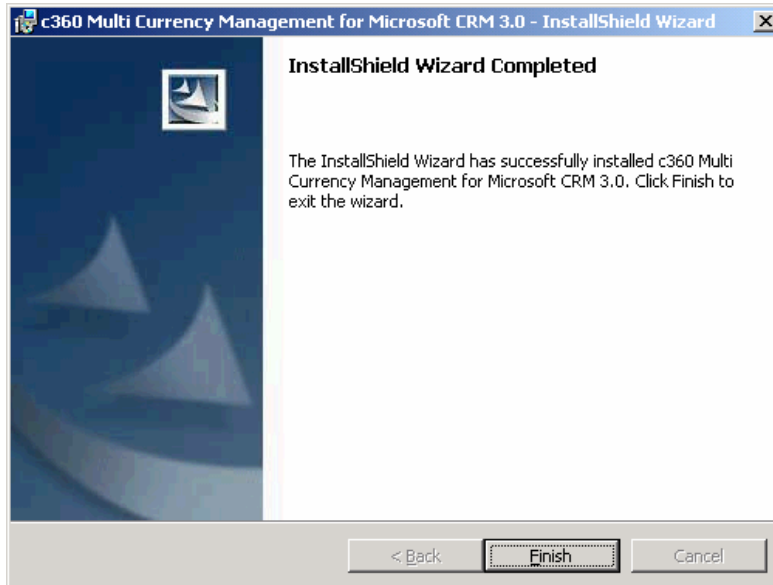 c360 Multi Currency Management for Microsoft CRM 3.0 - InstallShield Wizard
InstallShield Wizard Completed
The InstallShield Wizard has successfully installed c360 Multi
Currency Management for Microsoft CRM 3.0. Click Finish to
exit the wizard.
< Back
Finish
Cancel